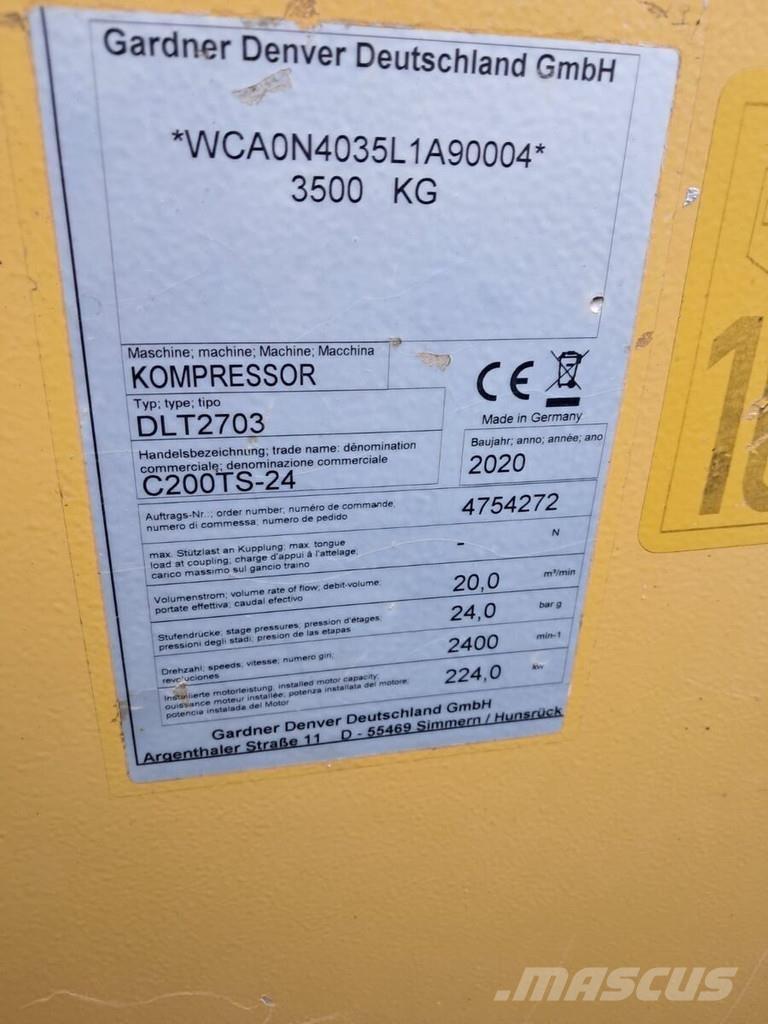 Gardner Denver Deutschland GmbH
*WCA0N4035L1A90004*
3500 KG
Maschine; machine; Machine; Macchina
KOMPRESSOR
Typ; type; tipo
DLT2703
Handelsbezeichnung; trade name: dénomination
commerciale; denominazione commerciale
C200TS-24
CE
Made in Germany
Baujahr; anno; année; ano
2020
Auftrags-Nr..; order number; numéro de commande;
numero di commessa; numero de pedido
4754272
max. Stützlast an Kupplung; max. tongue
load at coupling; charge d'appui à l'attelage;
carico massimo sul gancio traino
- N
Volumenstrom; volume rate of flow; debit-volume;
portate effettiva; caudal efectivo
20,0 m³/min
Stufendrücke; stage pressures; pression d'étages;
pressioni degli stadi; presion de las etapas
24,0 bar g
Drehzahl; speeds, vitesse; numero giri;
revoluciones
2400 min-1
Installierte motorleistung; installed motor capacity;
ouissance moteur installée; potenza installata del motore;
potencia instalada del Motor
224,0 kw
Gardner Denver Deutschland GmbH
Argenthaler Straße 11 D - 55469 Simmern / Hunsrück
MASCUS